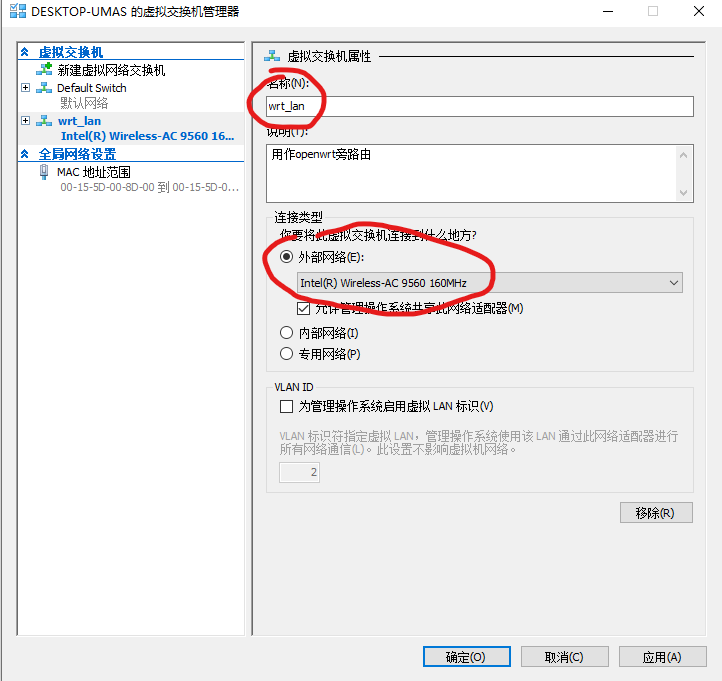 DESKTOP-UMAS 的虚拟交换机管理器
虚拟交换机
新建虚拟网络交换机
Default Switch
默认网络
wrt_lan
Intel(R) Wireless-AC 9560 16...
全局网络设置
MAC 地址范围
00-15-5D-00-8D-00 到 00-15-5D-0...
虚拟交换机属性
名称(N):
wrt_lan
说明(T):
用作openwrt旁路由
连接类型
你要将此虚拟交换机连接到什么地方?
外部网络(E):
Intel(R) Wireless-AC 9560 160MHz
允许管理操作系统共享此网络适配器(M)
内部网络(I)
专用网络(P)
VLAN ID
为管理操作系统启用虚拟 LAN 标识(V)
VLAN 标识符指定虚拟 LAN，管理操作系统使用该 LAN 通过此网络适配器进行
所有网络通信(L)。此设置不影响虚拟机网络。
2
移除(R)
确定(O)
取消(C)
应用(A)